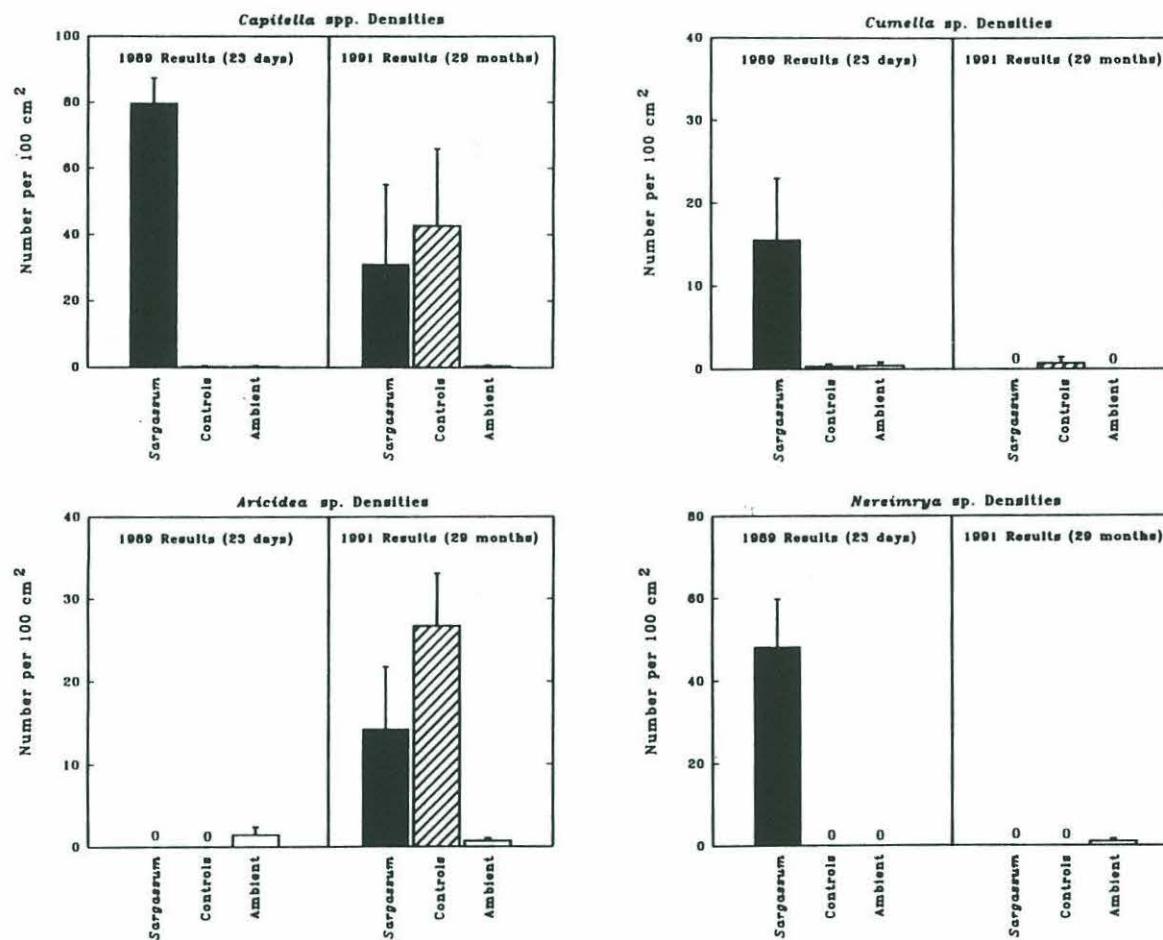 Capitella spp. Densities
1989 Results (23 days)
1991 Results (29 months)
Number per 100 cm²
100
80
60
40
20
0
Sargassum
Controls
Ambient
Sargassum
Controls
Ambient
Cumella sp. Densities
1989 Results (23 days)
1991 Results (29 months)
Number per 100 cm²
40
30
20
10
0
0
0
Sargassum
Controls
Ambient
Sargassum
Controls
Ambient
Aricidea sp. Densities
1989 Results (23 days)
1991 Results (29 months)
Number per 100 cm²
40
30
20
10
0
0
0
Sargassum
Controls
Ambient
Sargassum
Controls
Ambient
Nereimrya sp. Densities
1989 Results (23 days)
1991 Results (29 months)
Number per 100 cm²
80
60
40
20
0
0
0
0
0
Sargassum
Controls
Ambient
Sargassum
Controls
Ambient